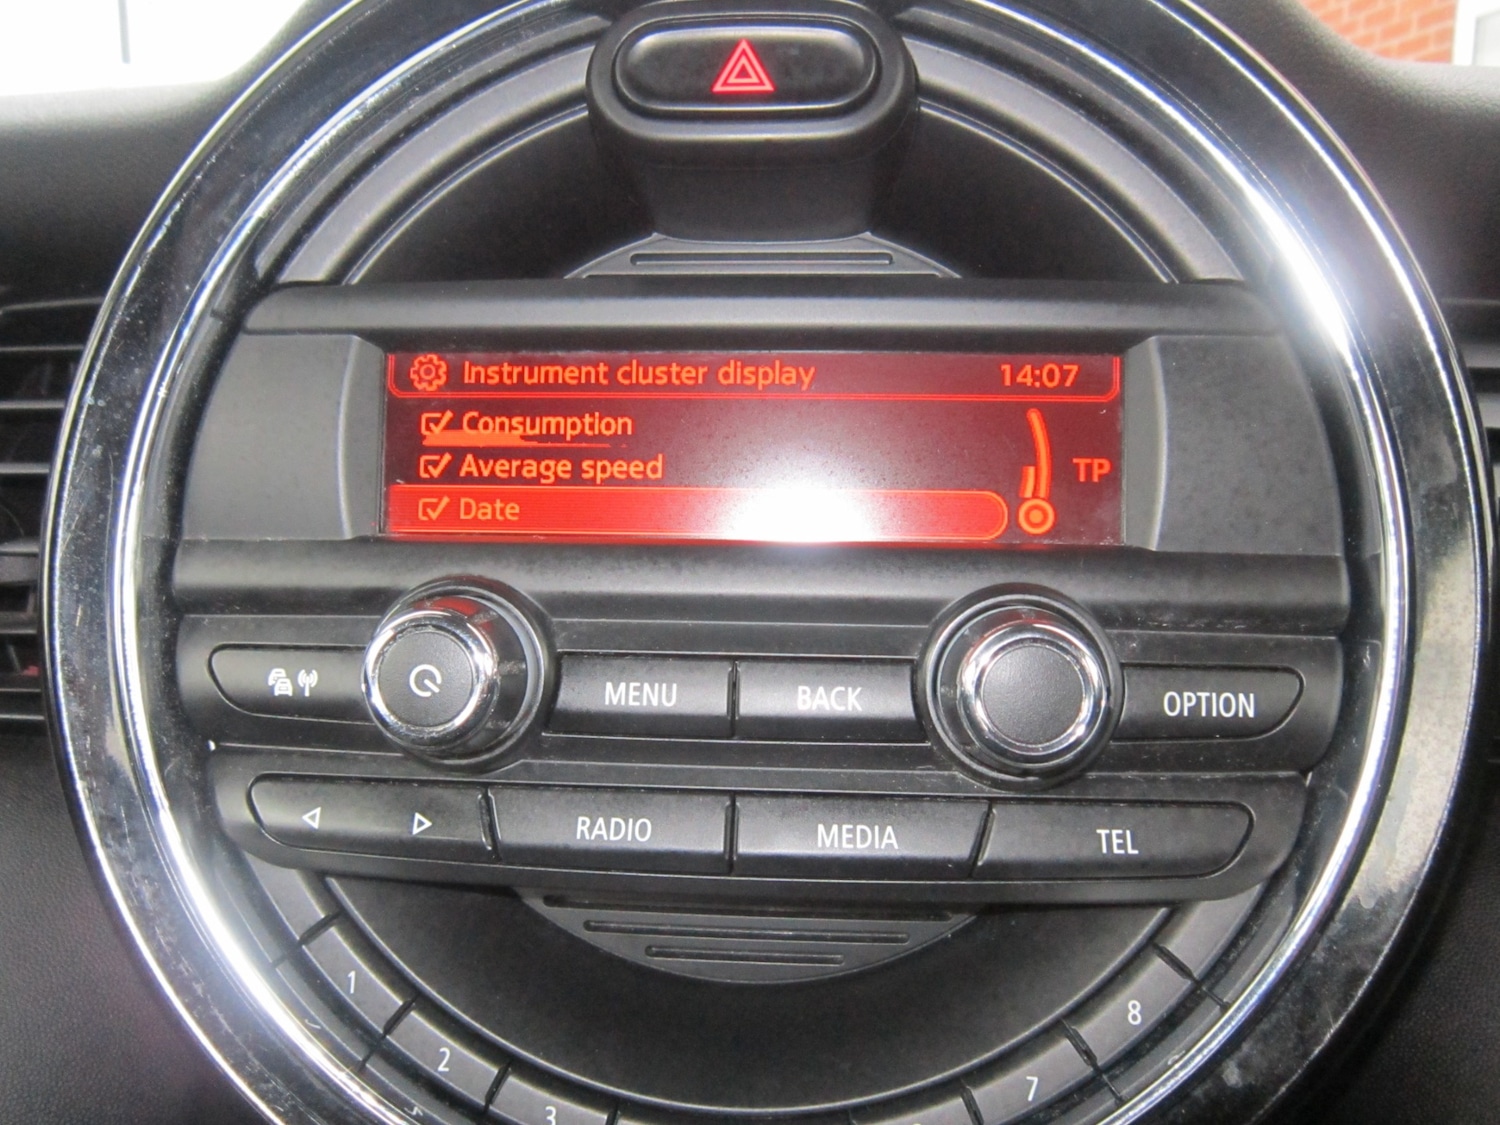 Instrument cluster display 14:07
Consumption
Average speed
TP
Date
MENU BACK OPTION
RADIO MEDIA TEL
1
2
3
7
8